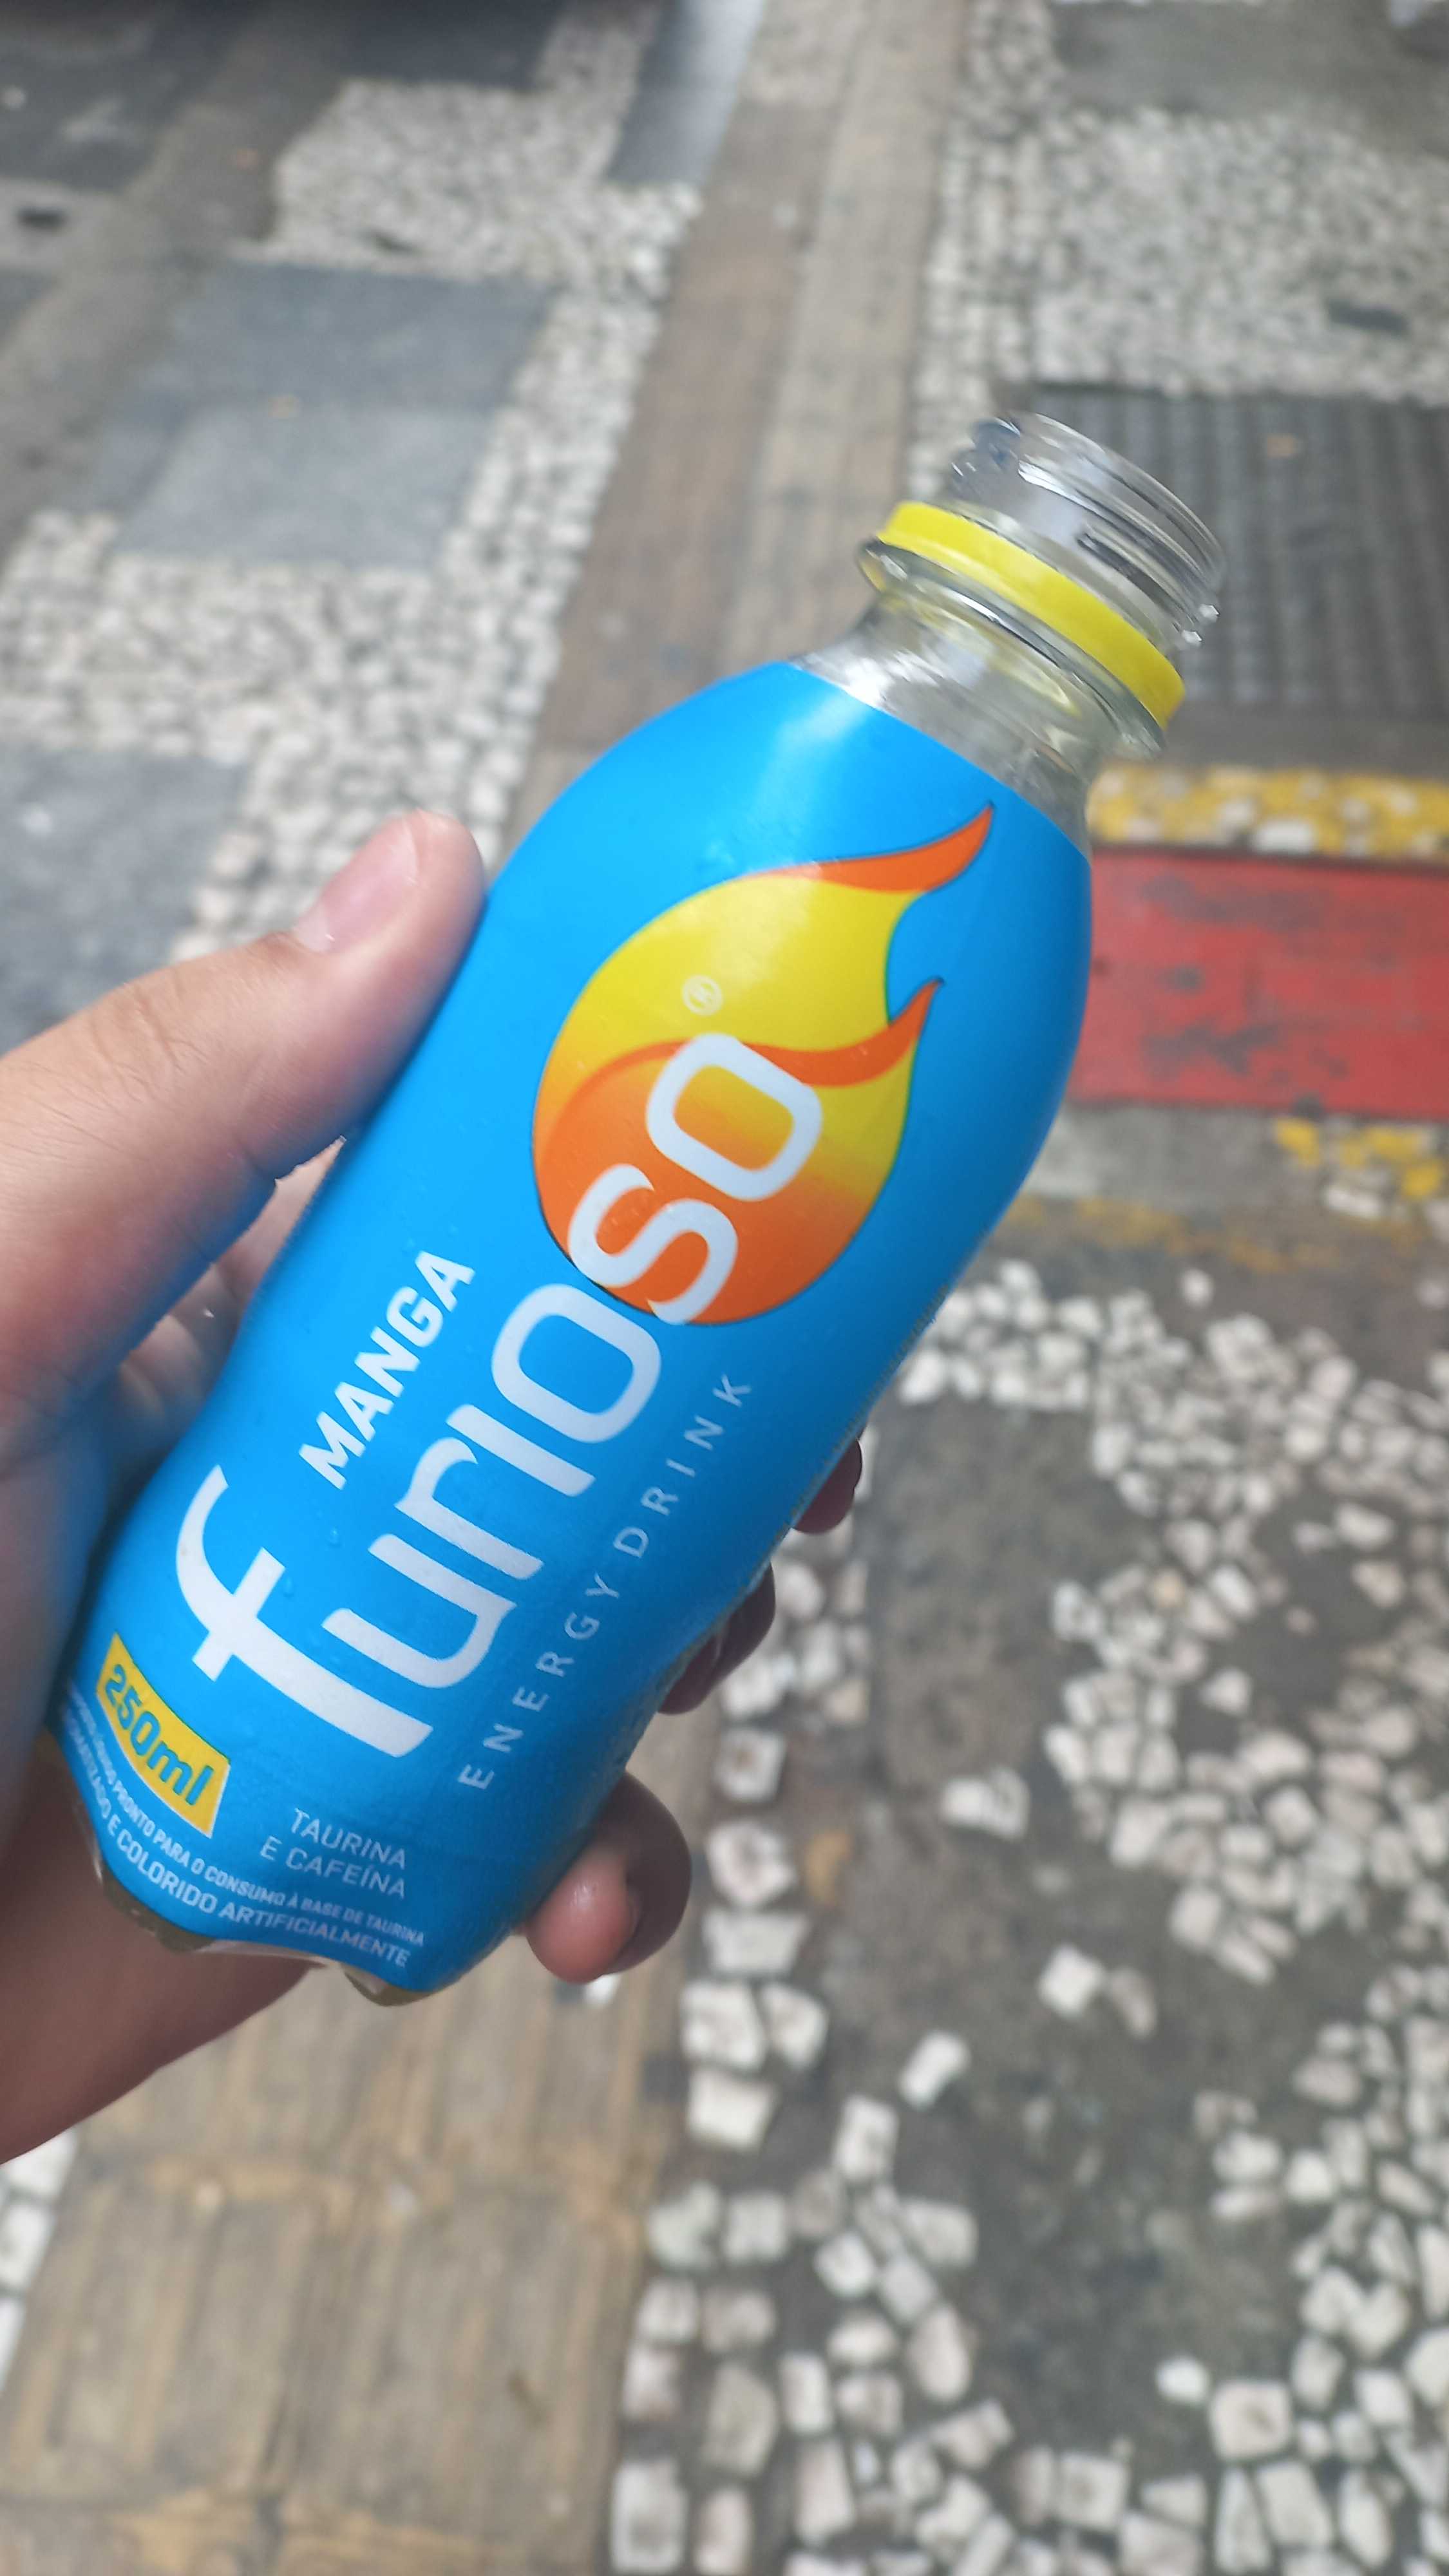 MANGA
furioso®
ENERGY DRINK
250ml
TAURINA
E CAFEÍNA
PRONTO PARA O CONSUMO À BASE DE TAURINA
E COLORIDO ARTIFICIALMENTE